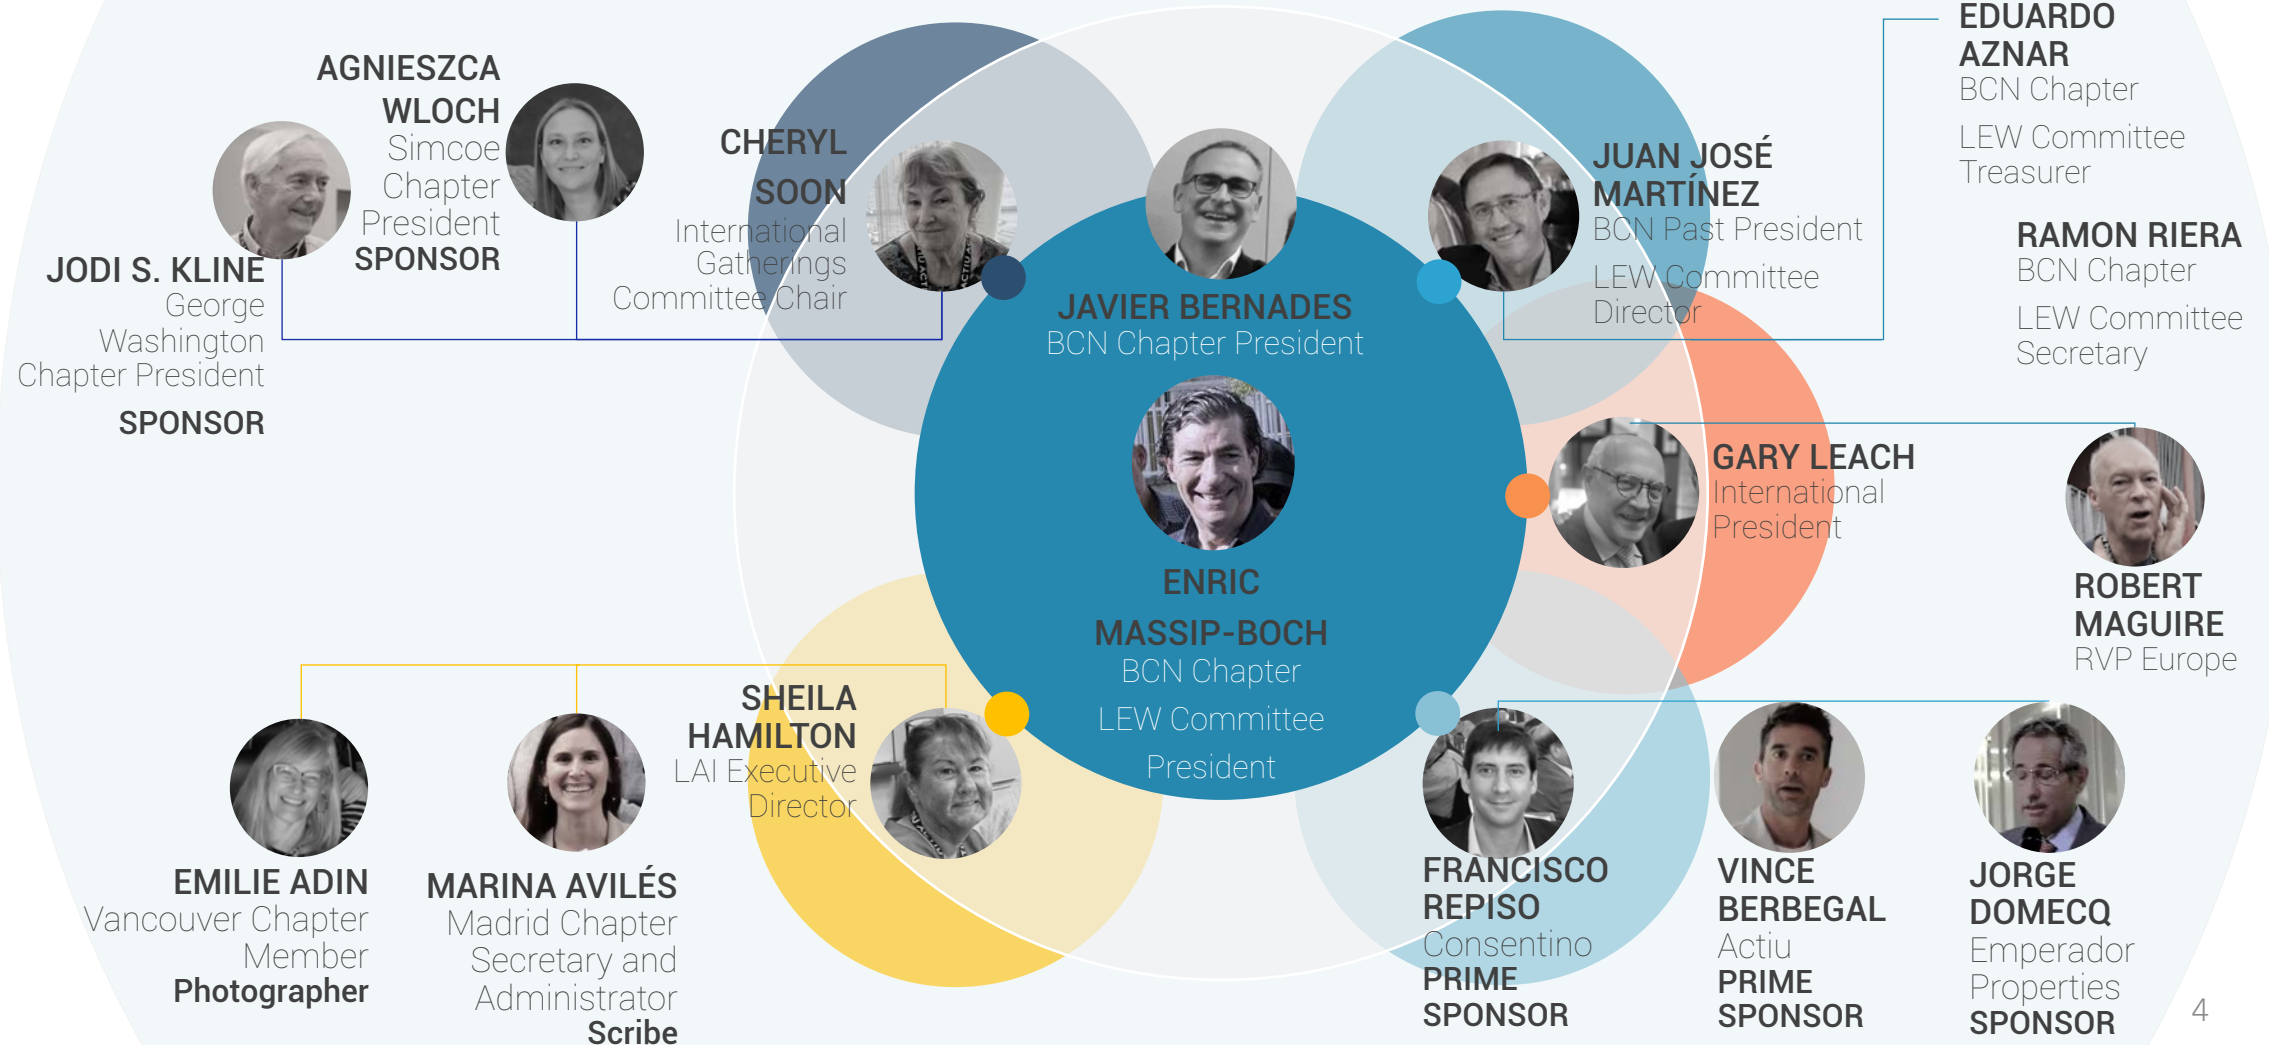 AGNIESZCA
WLOCH
Simcoe
Chapter
President
SPONSOR
JODI S. KLINE
George
Washington
Chapter President
SPONSOR
CHERYL
SOON
International
Gatherings
Committee Chair
JAVIER BERNADES
BCN Chapter President
ENRIC
MASSIP-BOCH
BCN Chapter
LEW Committee
President
JUAN JOSÉ
MARTÍNEZ
BCN Past President
LEW Committee
Director
EDUARDO
AZNAR
BCN Chapter
LEW Committee
Treasurer
RAMON RIERA
BCN Chapter
LEW Committee
Secretary
GARY LEACH
International
President
ROBERT
MAGUIRE
RVP Europe
SHEILA
HAMILTON
LAI Executive
Director
EMILIE ADIN
Vancouver Chapter
Member
Photographer
MARINA AVILÉS
Madrid Chapter
Secretary and
Administrator
Scribe
FRANCISCO
REPISO
Consentino
PRIME
SPONSOR
VINCE
BERBEGAL
Actiu
PRIME
SPONSOR
JORGE
DOMECQ
Emperador
Properties
SPONSOR
4